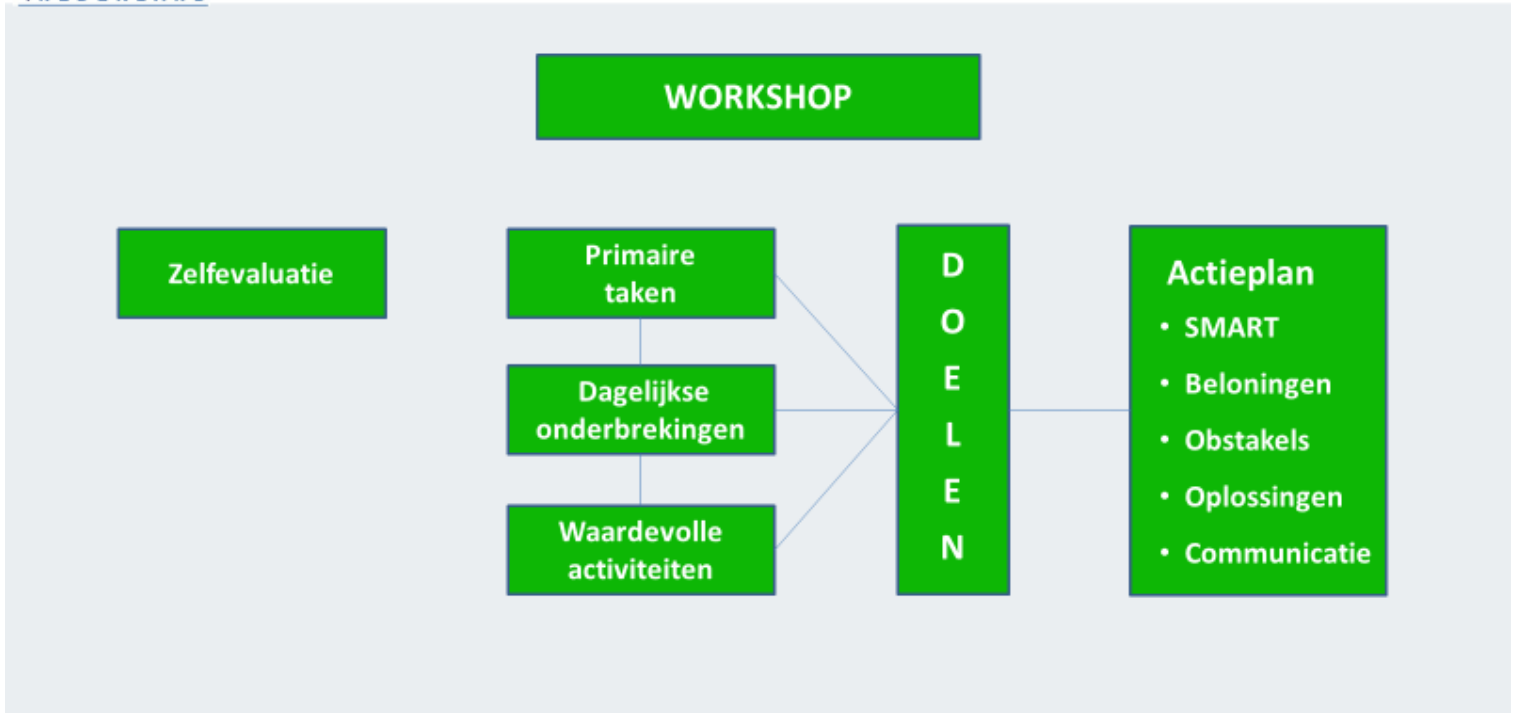 WORKSHOP
Zelfevaluatie
Primaire
taken
Dagelijkse
onderbrekingen
Waardevolle
activiteiten
D
O
E
L
E
N
Actieplan
• SMART
• Beloningen
• Obstakels
• Oplossingen
• Communicatie